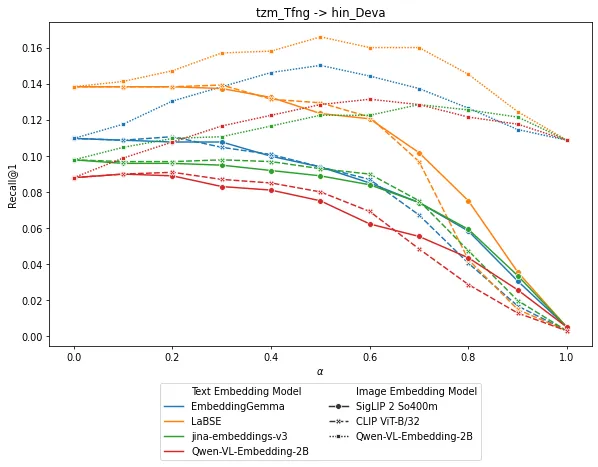 tzm_Tfng -> hin_Deva
0.16
0.14
0.12
0.10
0.08
0.06
0.04
0.02
0.00
Recall@1
0.0
0.2
0.4
0.6
0.8
1.0
α
Text Embedding Model
EmbeddingGemma
LaBSE
jina-embeddings-v3
Qwen-VL-Embedding-2B
Image Embedding Model
SigLIP 2 So400m
CLIP ViT-B/32
Qwen-VL-Embedding-2B